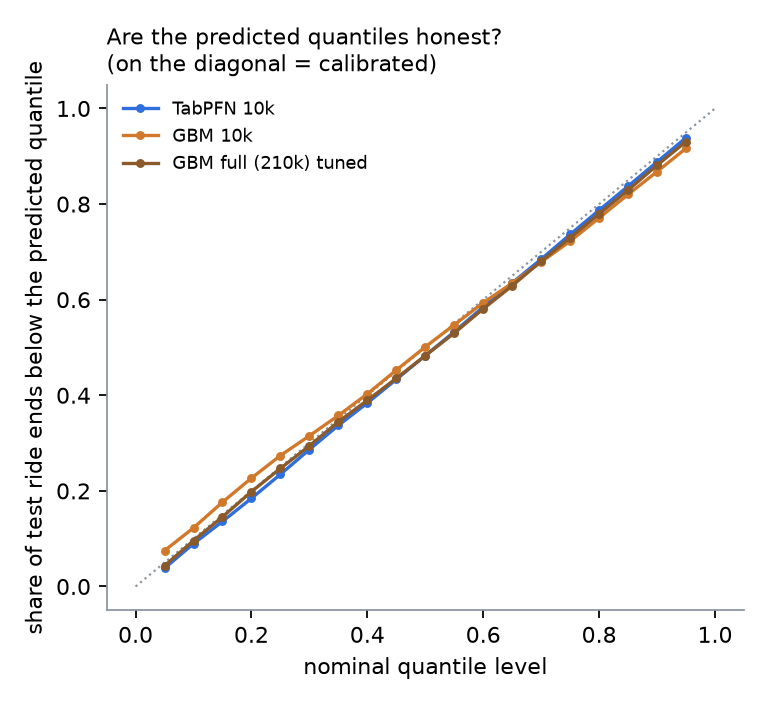 Are the predicted quantiles honest?
(on the diagonal = calibrated)
TabPFN 10k
GBM 10k
GBM full (210k) tuned
share of test ride ends below the predicted quantile
1.0
0.8
0.6
0.4
0.2
0.0
0.0 0.2 0.4 0.6 0.8 1.0
nominal quantile level